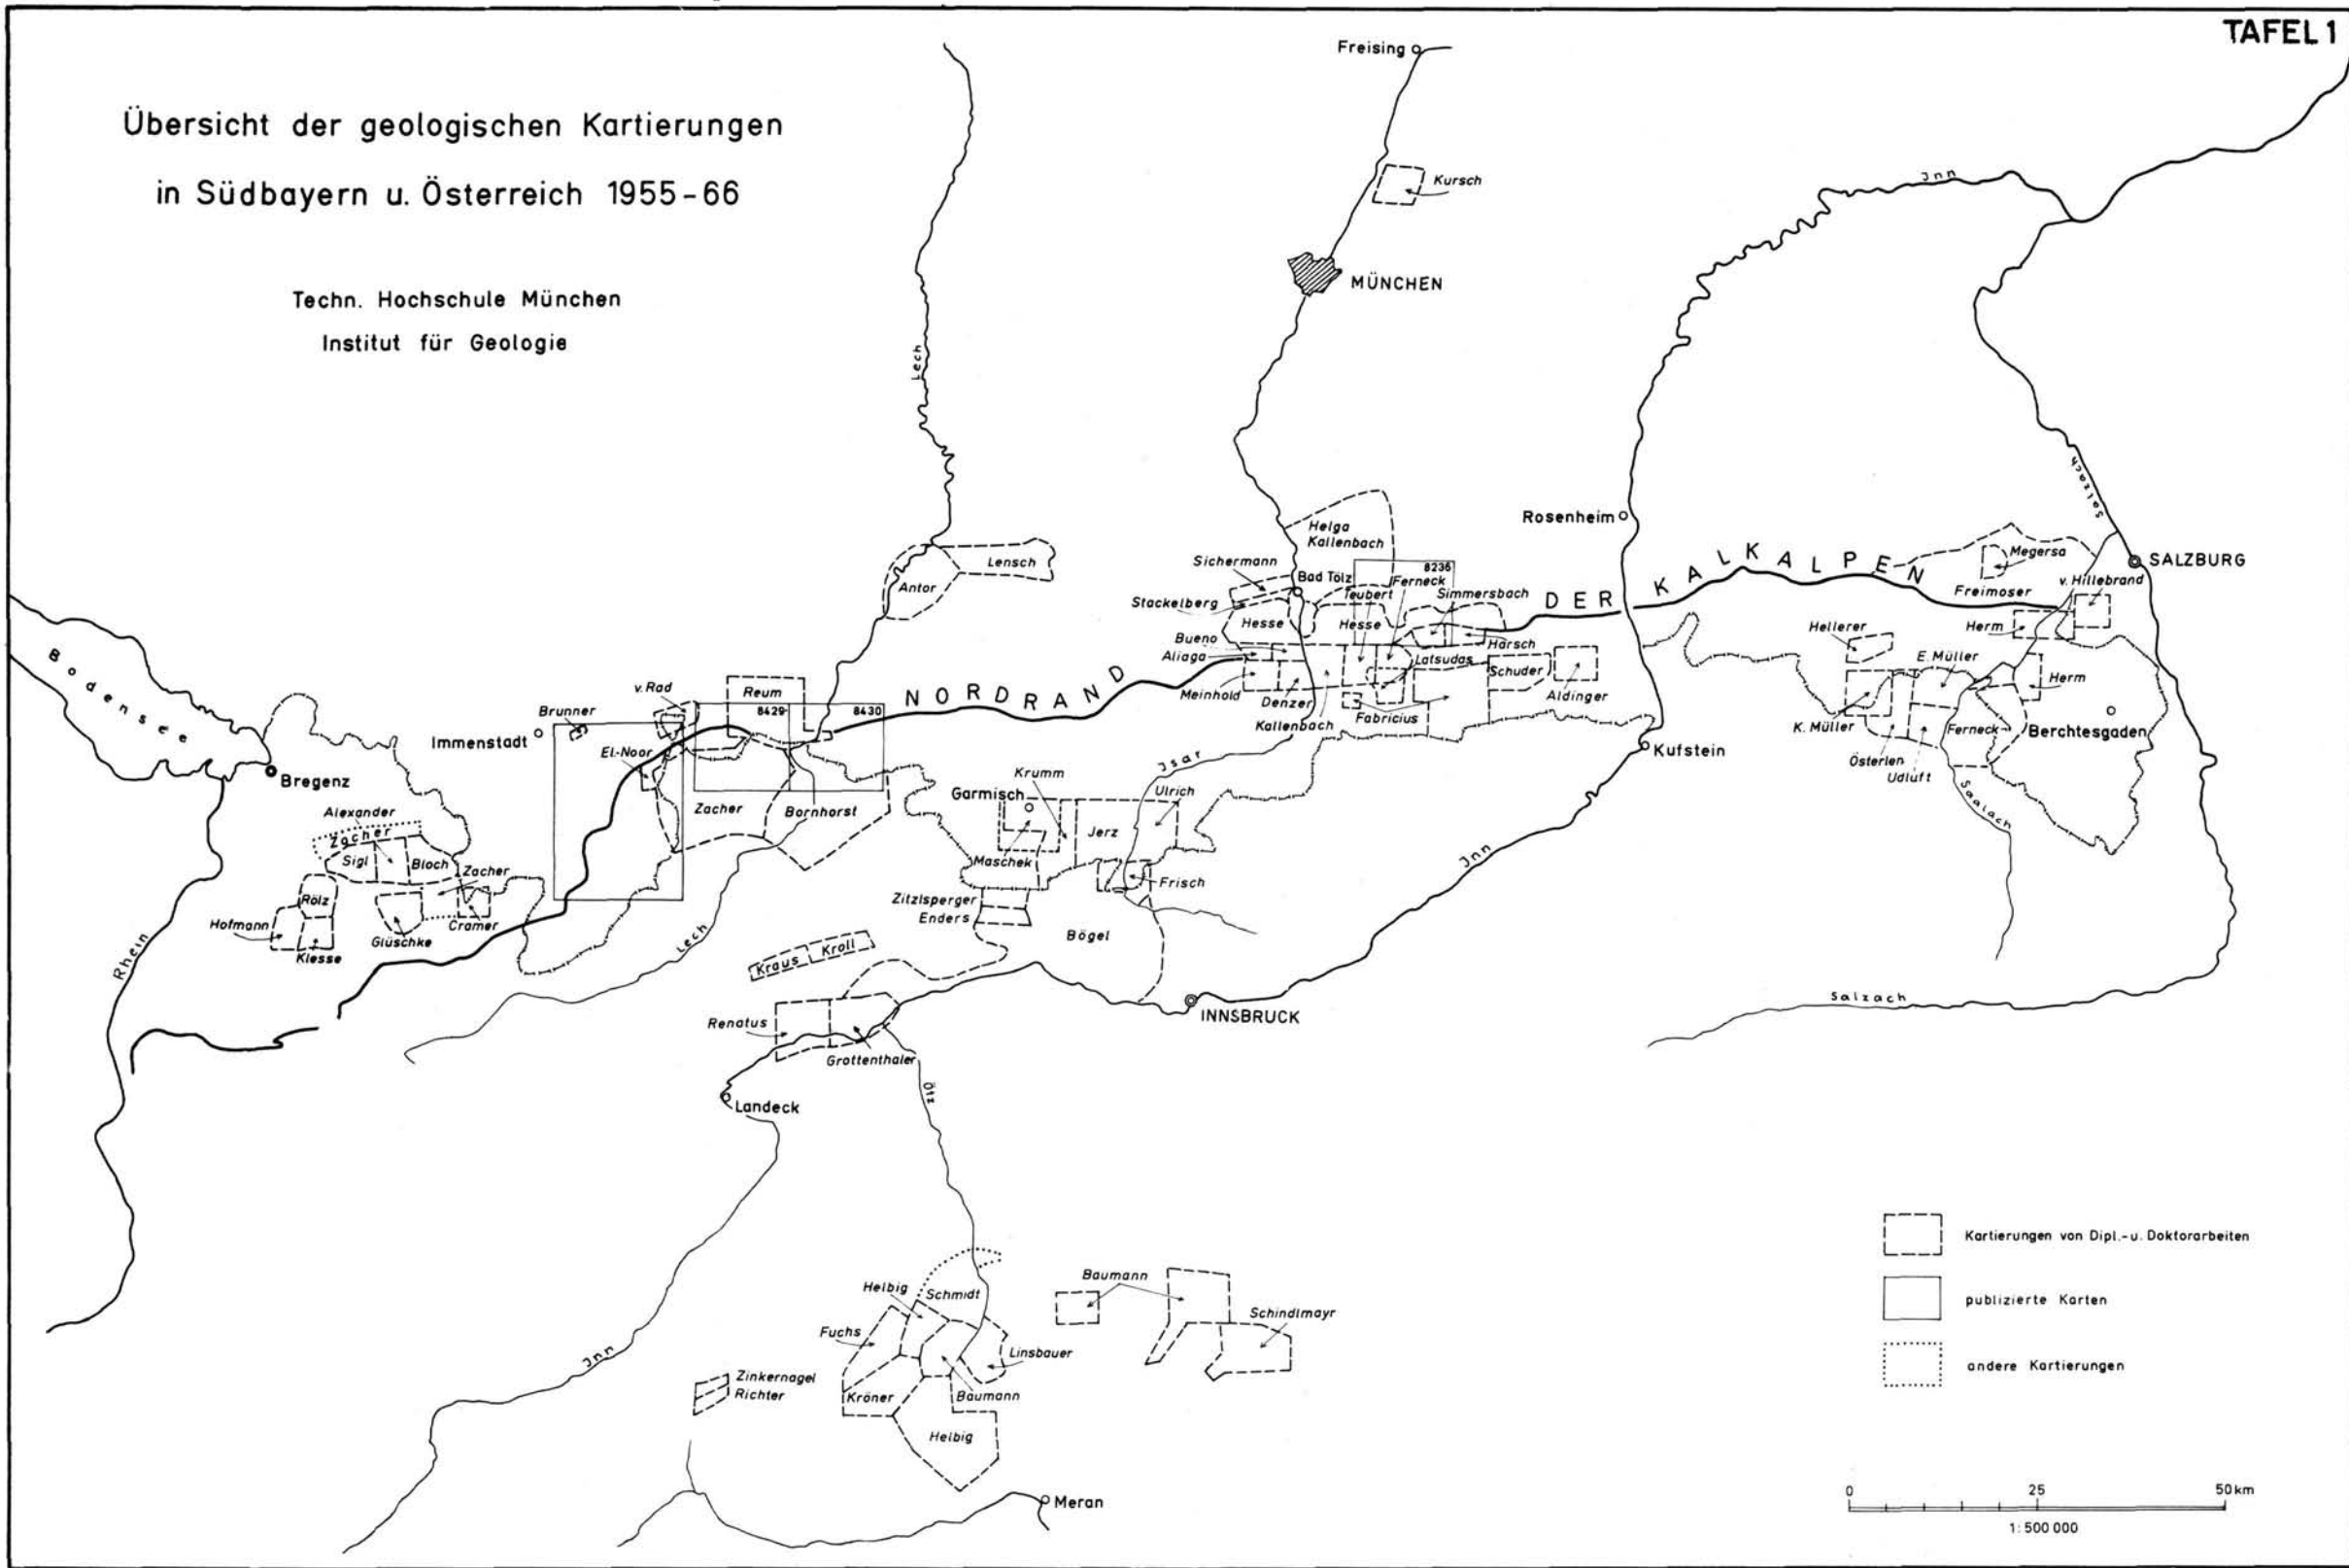 TAFEL 1
Übersicht der geologischen Kartierungen
in Südbayern u. Österreich 1955-66
Techn. Hochschule München
Institut für Geologie
Freising
Kursch
MÜNCHEN
Jnn
Lech
Salzach
Rosenheim
Helga
Kallenbach
Lensch
Antor
Sichermann
Bad Tölz
8236
Ferneck
Stackelberg
Teubert
Simmersbach
Hesse
Hesse
Bueno
Aliaga
Harsch
Latsudas
Schuder
Meinhold
Denzer
Kallenbach
Fabricius
Aldinger
NORDRAND DER KALKALPEN
Megersa
SALZBURG
v. Hillebrand
Freimoser
Herm
Hellerer
E. Müller
Herm
K. Müller
Ferneck
Berchtesgaden
Österlen
Udluft
Saalach
Kufstein
Bodensee
Bregenz
Immenstadt
Brunner
v. Rad
Reum
8429
8430
El-Noor
Zacher
Bornhorst
Jsar
Krumm
Garmisch
Ulrich
Jerz
Maschek
Frisch
Zitzlsperger
Enders
Bögel
Alexander
Zacher
Sigl
Bloch
Zacher
Rölz
Hofmann
Klesse
Glüschke
Cramer
Rhein
Lech
Kraus
Kroll
Jnn
INNSBRUCK
Salzach
Renatus
Grottenthaler
Landeck
Ötz
Jnn
Helbig
Schmidt
Fuchs
Linsbauer
Kröner
Baumann
Helbig
Zinkernagel
Richter
Baumann
Schindlmayr
Meran
Kartierungen von Dipl.-u. Doktorarbeiten
publizierte Karten
andere Kartierungen
0 25 50 km
1:500 000